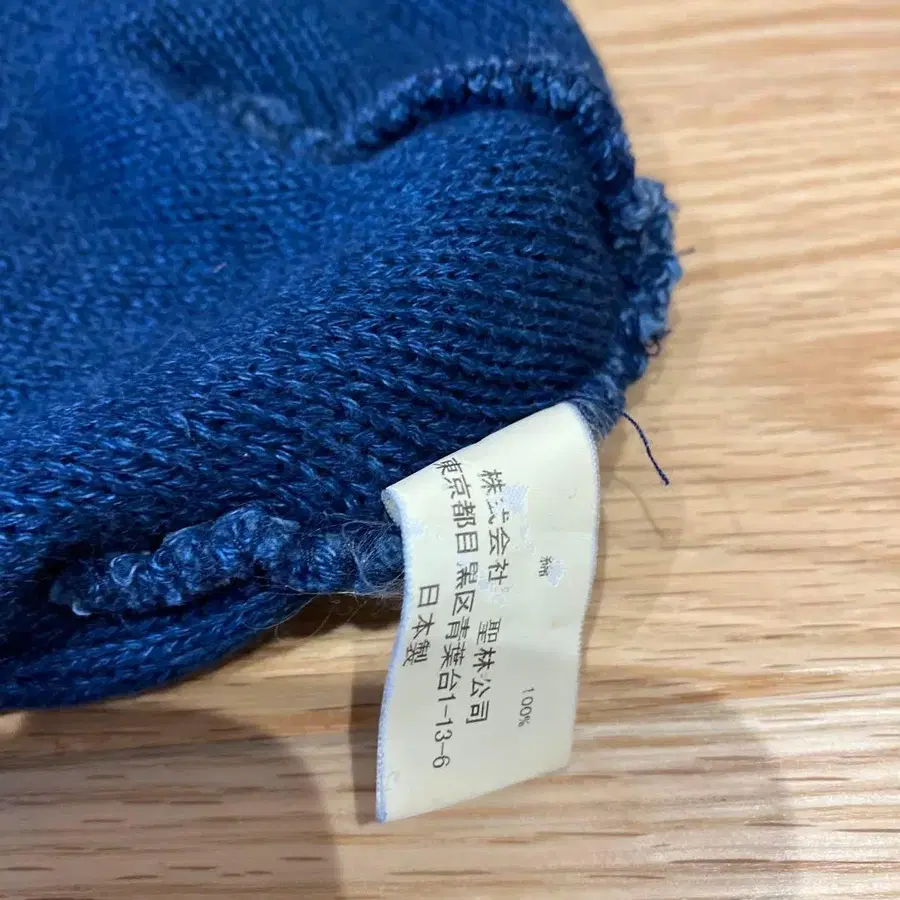 綿 100%
株式会社 聖林公司
東京都目黒区青葉台1-13-6
日本製